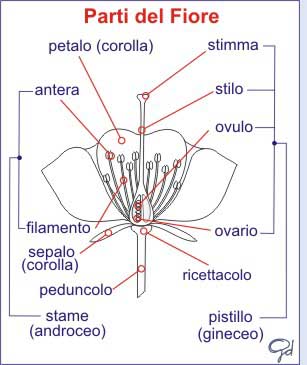 Parti del Fiore
petalo (corolla)
stimma
antera
stilo
ovulo
filamento
ovario
sepalo
(corolla)
ricettacolo
peduncolo
stame
(androceo)
pistillo
(gineceo)